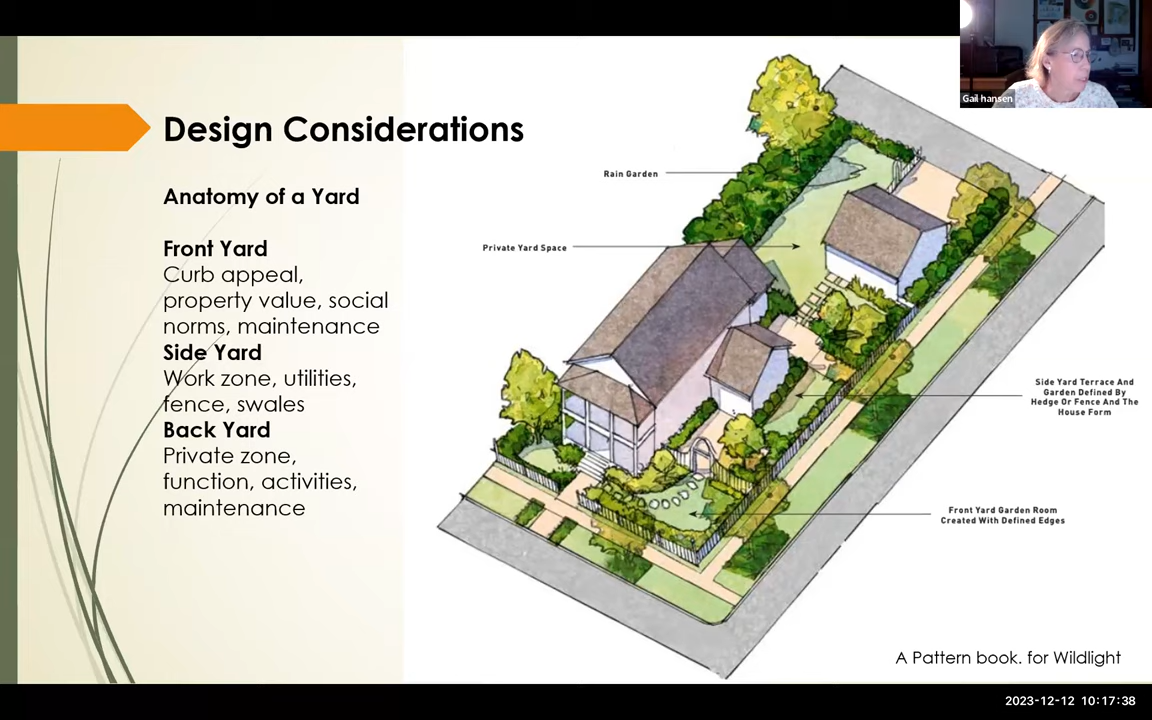 Gail hansen
Design Considerations
Anatomy of a Yard
Front Yard
Curb appeal,
property value, social
norms, maintenance
Side Yard
Work zone, utilities,
fence, swales
Back Yard
Private zone,
function, activities,
maintenance
Rain Garden
Private Yard Space
Side Yard Terrace And
Garden Defined By
Hedge Or Fence And The
House Form
Front Yard Garden Room
Created With Defined Edges
A Pattern book. for Wildlight
2023-12-12 10:17:38